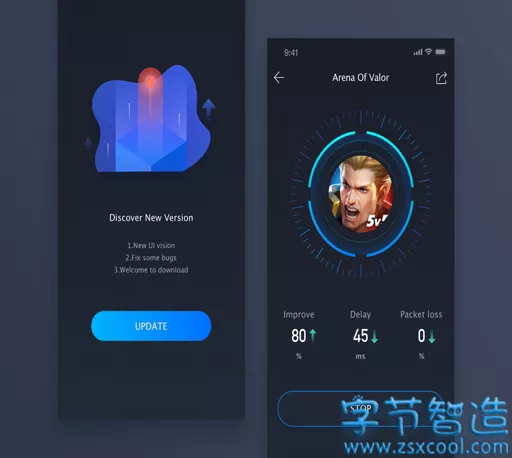 Discover New Version
1.New UI vision
2.Fix some bugs
3.Welcome to download
UPDATE
9:41
Arena Of Valor
5v
Improve
Delay
Packet loss
80
45
0
%
ms
%
STOP
字节智造
www.zsxcool.com